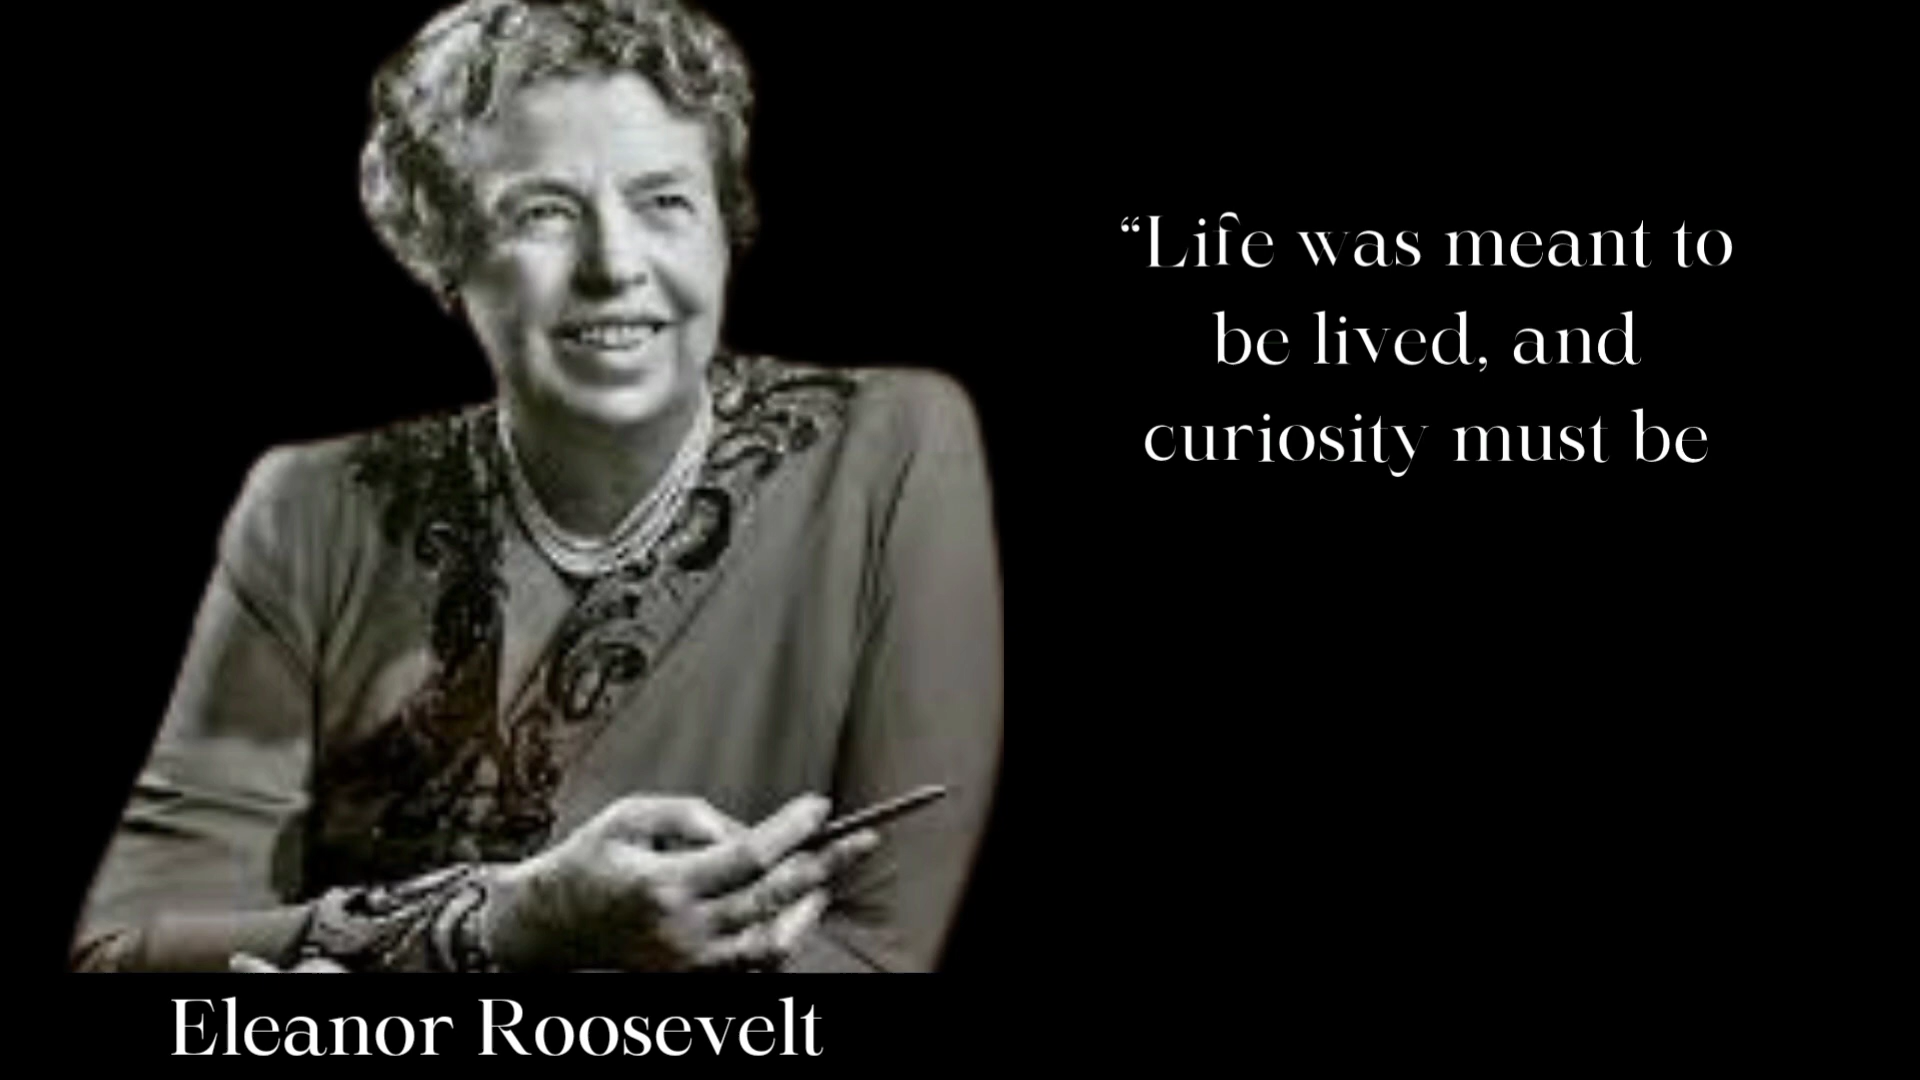 “Life was meant to
be lived, and
curiosity must be
Eleanor Roosevelt